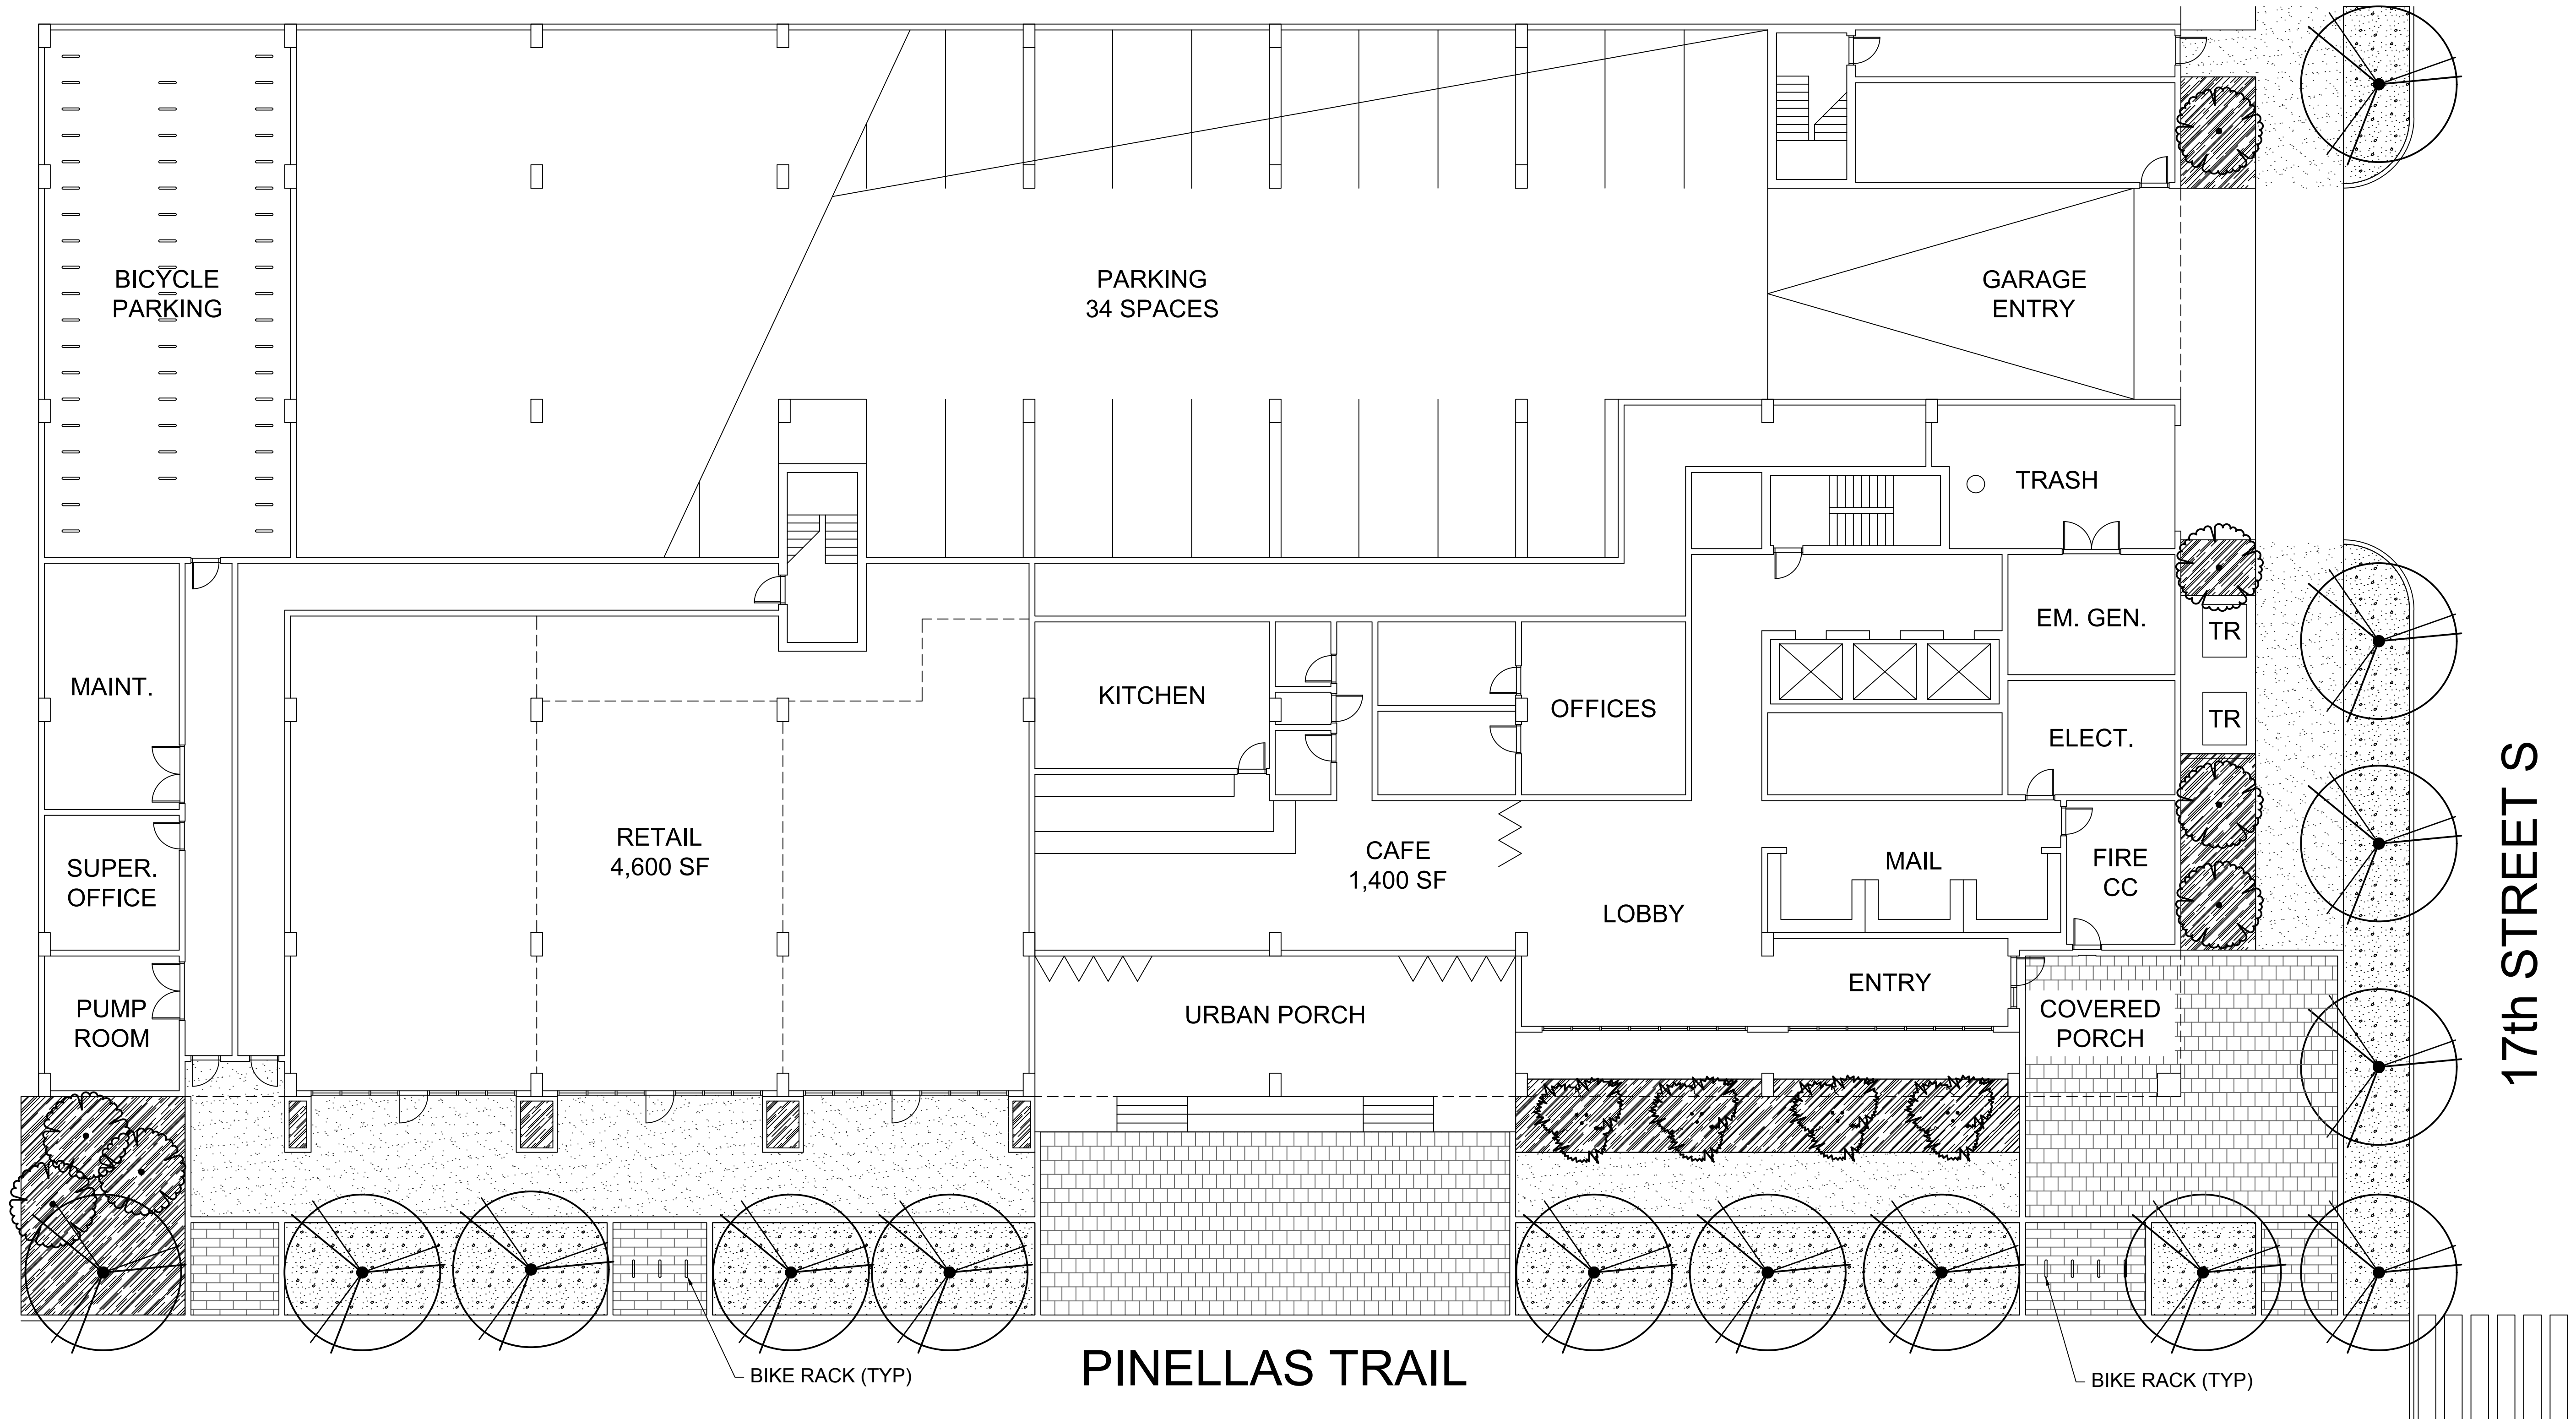 BICYCLE
PARKING
PARKING
34 SPACES
GARAGE
ENTRY
TRASH
EM. GEN.
TR
MAINT.
KITCHEN
OFFICES
TR
ELECT.
RETAIL
4,600 SF
CAFE
1,400 SF
MAIL
FIRE
CC
SUPER.
OFFICE
LOBBY
ENTRY
PUMP
ROOM
URBAN PORCH
COVERED
PORCH
17th STREET S
PINELLAS TRAIL
BIKE RACK (TYP)
BIKE RACK (TYP)